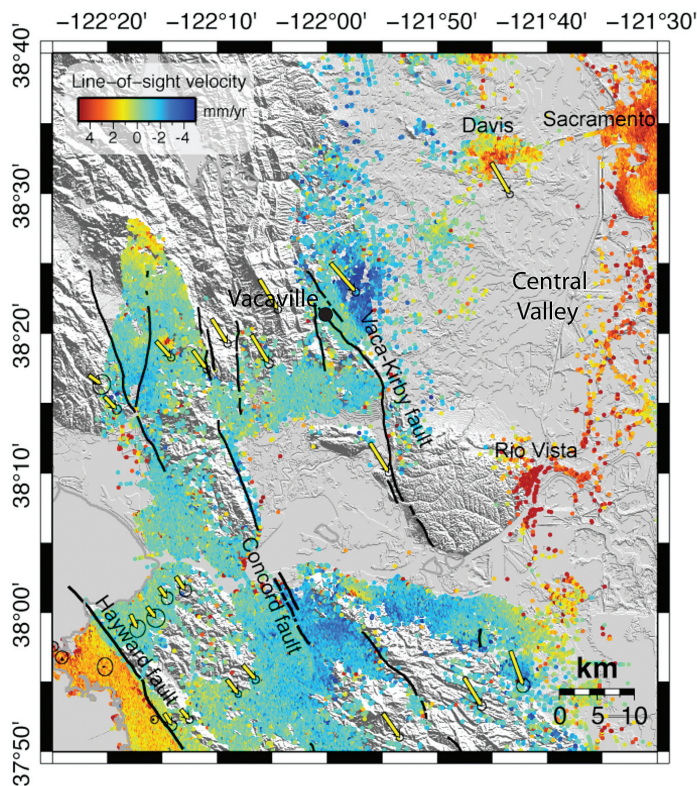 −122°20' −122°10' −122°00' −121°50' −121°40' −121°30'
38°40'
38°30'
38°20'
38°10'
38°00'
37°50'
Line−of−sight velocity
mm/yr
4 2 0 -2 -4
Davis
Sacramento
Central
Valley
Vacaville
Vaca-Kirby fault
Rio Vista
Concord fault
Hayward fault
km
0 5 10